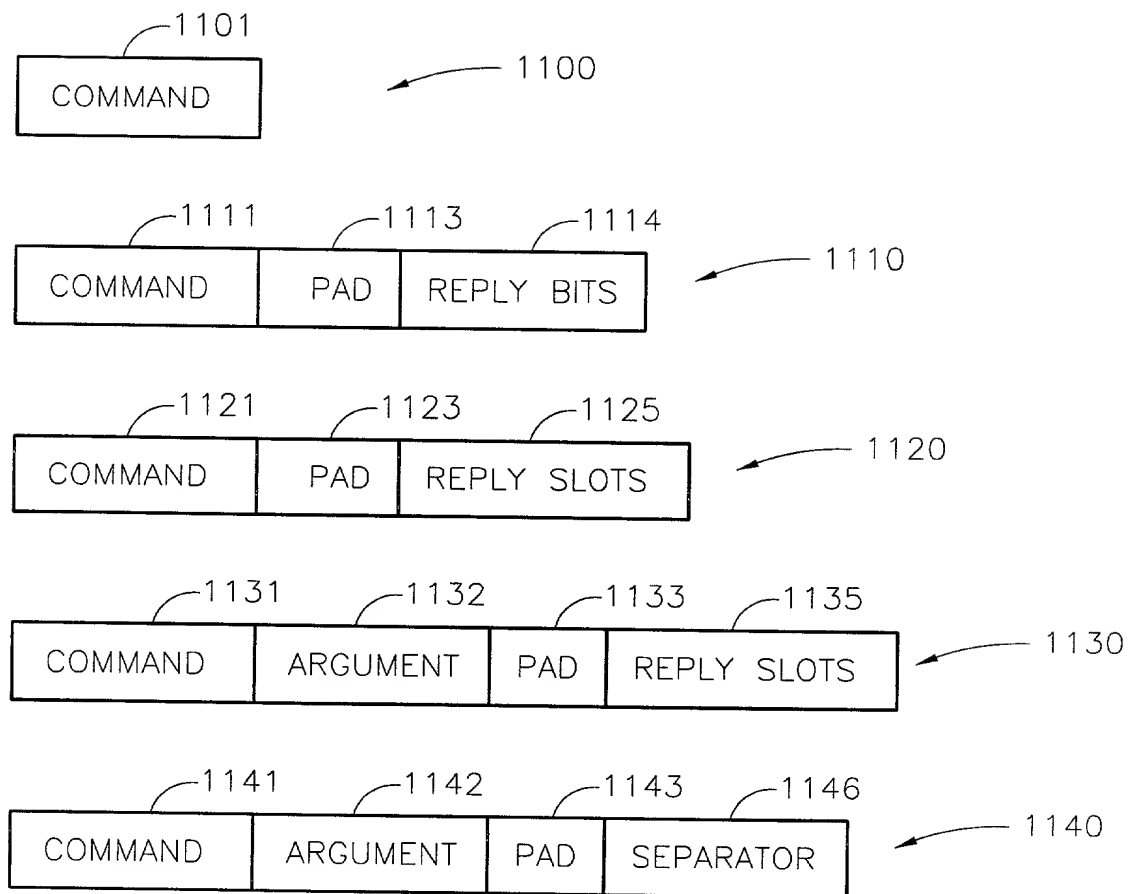 1101
COMMAND
1100
1111 1113 1114
COMMAND PAD REPLY BITS
1110
1121 1123 1125
COMMAND PAD REPLY SLOTS
1120
1131 1132 1133 1135
COMMAND ARGUMENT PAD REPLY SLOTS
1130
1141 1142 1143 1146
COMMAND ARGUMENT PAD SEPARATOR
1140